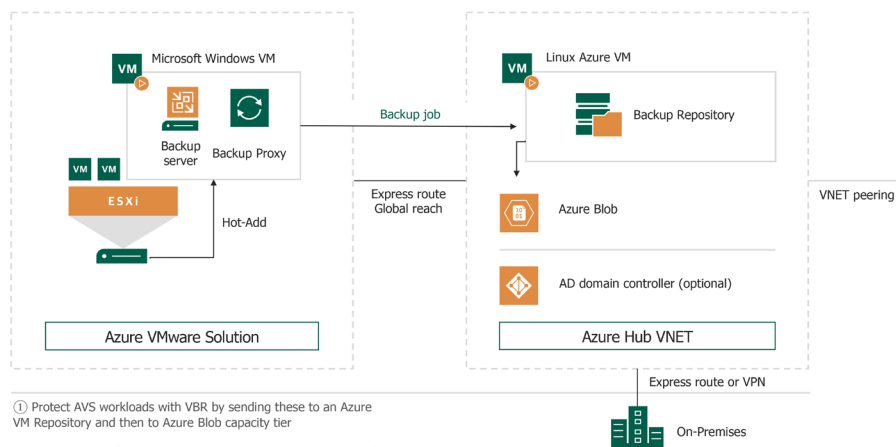 Microsoft Windows VM
VM
Backup
server
Backup Proxy
VM
VM
ESXi
Hot-Add
Azure VMware Solution
Backup job
Express route
Global reach
Linux Azure VM
VM
Backup Repository
10
01
Azure Blob
AD domain controller (optional)
Azure Hub VNET
VNET peering
Express route or VPN
On-Premises
① Protect AVS workloads with VBR by sending these to an Azure
VM Repository and then to Azure Blob capacity tier